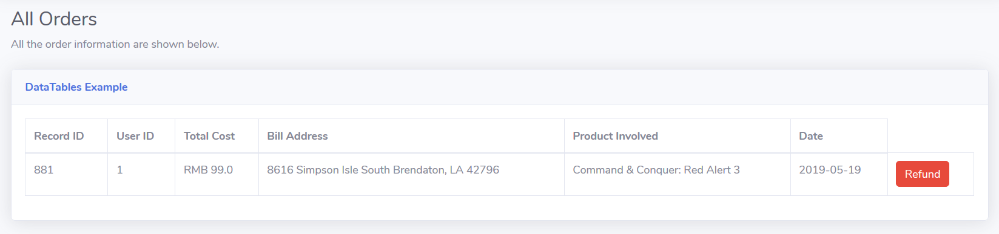 All Orders
All the order information are shown below.
DataTables Example
Record ID User ID Total Cost Bill Address Product Involved Date
881 1 RMB 99.0 8616 Simpson Isle South Brendaton, LA 42796 Command & Conquer: Red Alert 3 2019-05-19 Refund